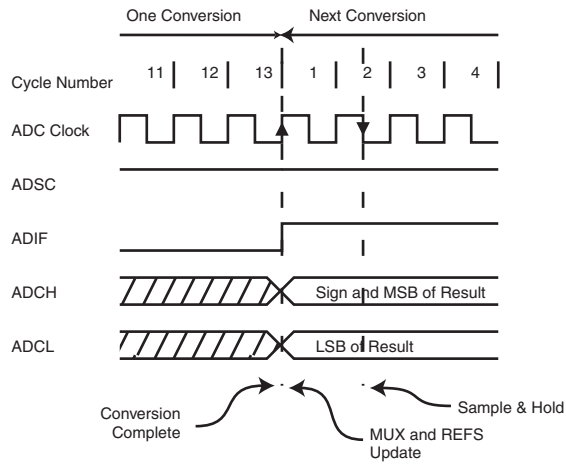 One Conversion
Next Conversion
Cycle Number
11
12
13
1
2
3
4
ADC Clock
ADSC
ADIF
ADCH
Sign and MSB of Result
ADCL
LSB of Result
Conversion
Complete
MUX and REFS
Update
Sample & Hold